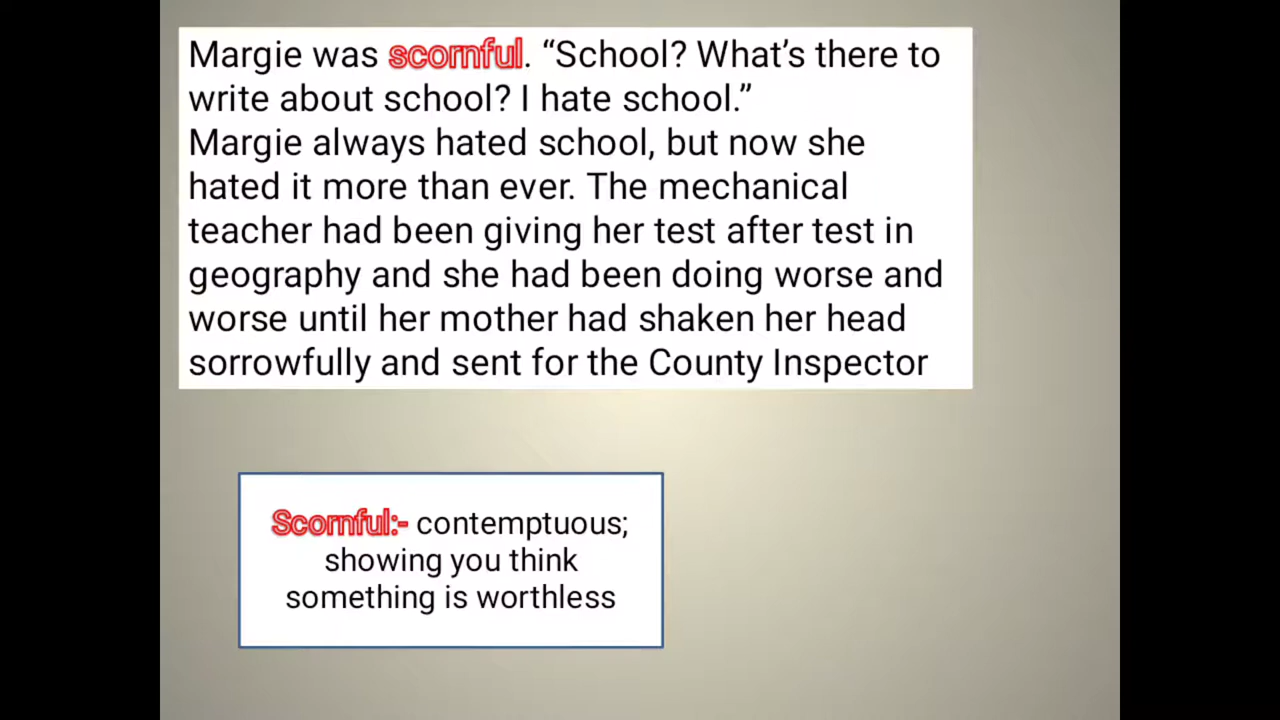 Margie was scornful. “School? What’s there to
write about school? I hate school.”
Margie always hated school, but now she
hated it more than ever. The mechanical
teacher had been giving her test after test in
geography and she had been doing worse and
worse until her mother had shaken her head
sorrowfully and sent for the County Inspector
Scornful:- contemptuous;
showing you think
something is worthless